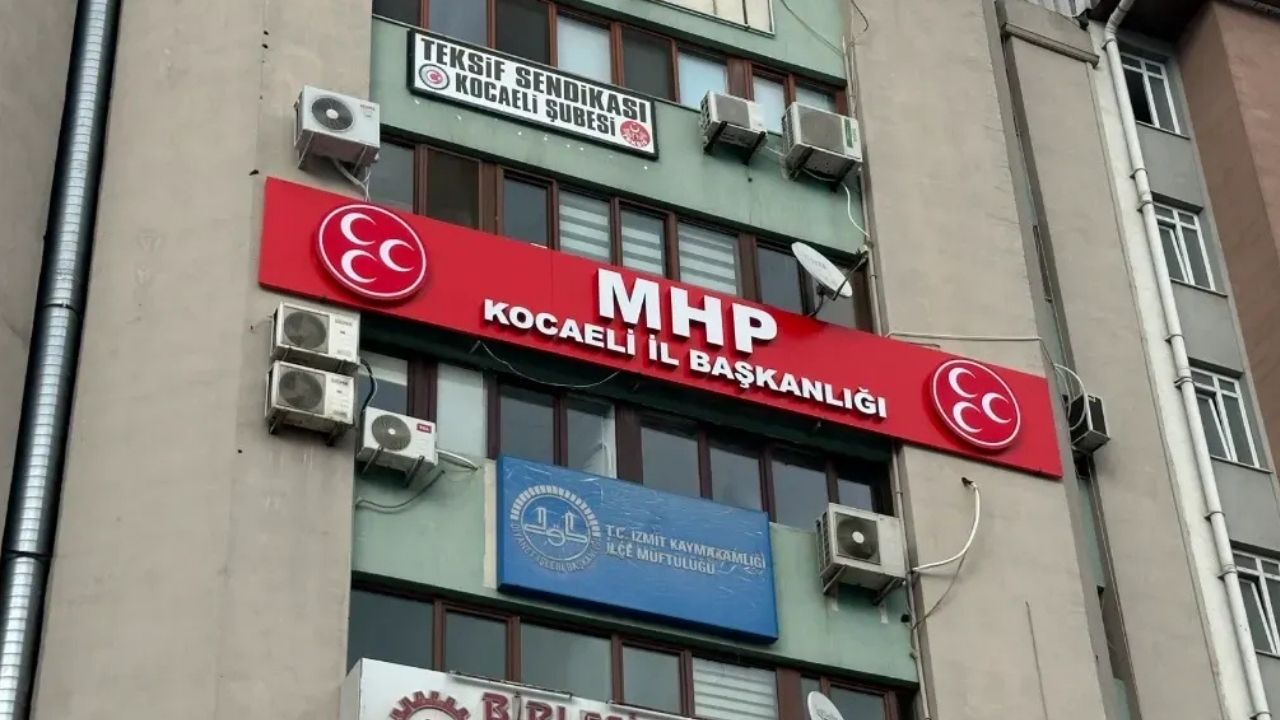 TEKSİF SENDİKASI
KOCAELİ ŞUBESİ
MHP
KOCAELİ İL BAŞKANLIĞI
T.C. İZMİT KAYMAKAMLIĞI
İLÇE MÜFTÜLÜĞÜ